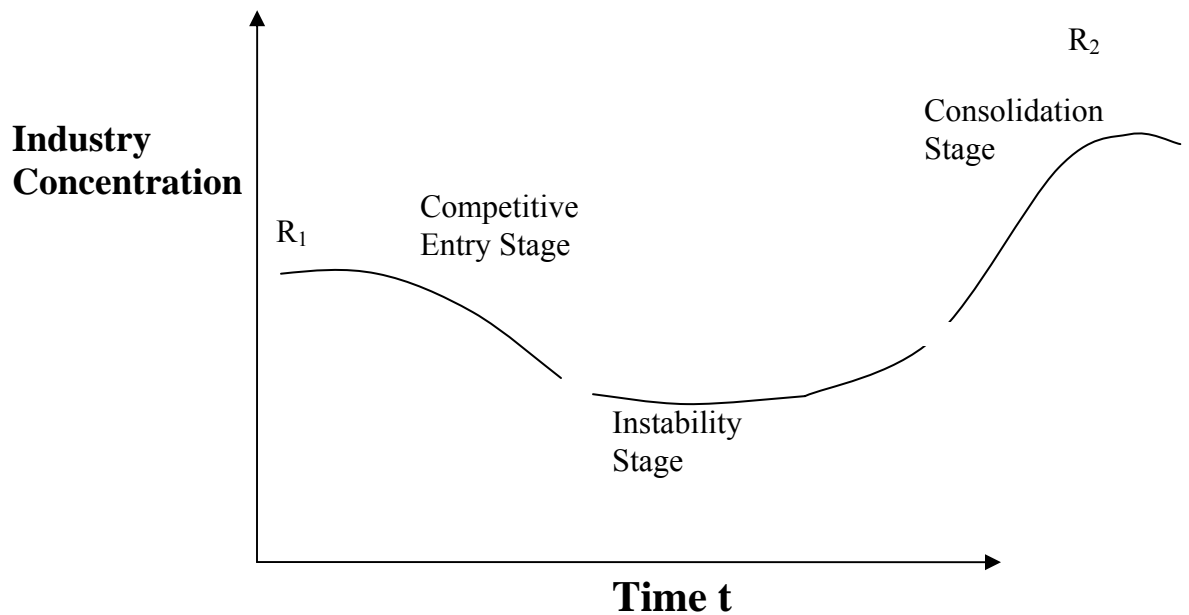 R₂
Consolidation
Stage
Industry
Concentration
Competitive
Entry Stage
R₁
Instability
Stage
Time t